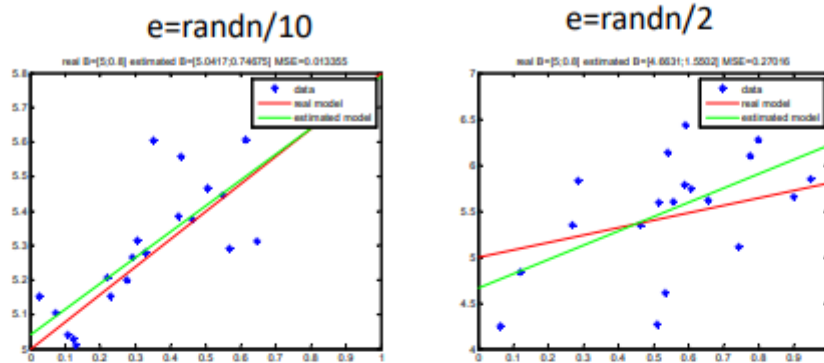 e=randn/10
real B=[5;0.8] estimated B=[5.0417;0.74675] MSE=0.013355
5.8
5.7
5.6
5.5
5.4
5.3
5.2
5.1
5
0 0.1 0.2 0.3 0.4 0.5 0.6 0.7 0.8 0.9 1
data
real model
estimated model
e=randn/2
real B=[5;0.8] estimated B=[4.6631;1.5502] MSE=0.27016
7
6.5
6
5.5
5
4.5
4
0 0.1 0.2 0.3 0.4 0.5 0.6 0.7 0.8 0.9
data
real model
estimated model